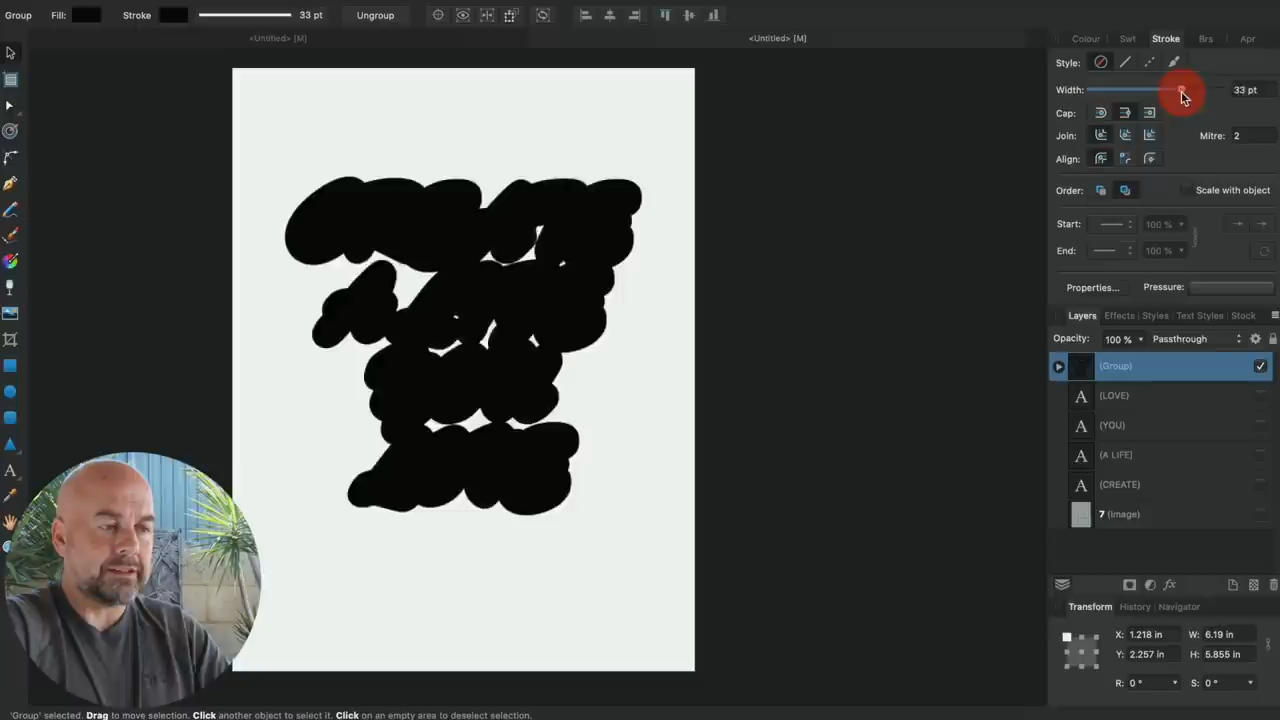 Group Fill: Stroke 33 pt Ungroup
<Untitled> [M] <Untitled> [M]
Colour Swt Stroke Brs Apr
Style:
Width: 33 pt
Cap:
Join: Mitre: 2
Align:
Order: Scale with object
Start: 100 %
End: 100 %
Properties... Pressure:
Layers Effects Styles Text Styles Stock
Opacity: 100 % Passthrough
(Group)
A (LOVE)
A (YOU)
A (A LIFE)
A (CREATE)
7 (Image)
fx
Transform History Navigator
X: 1.218 in W: 6.19 in
Y: 2.257 in H: 5.855 in
R: 0 ° S: 0 °
A
'Group' selected. Drag to move selection. Click another object to select it. Click on an empty area to deselect selection.